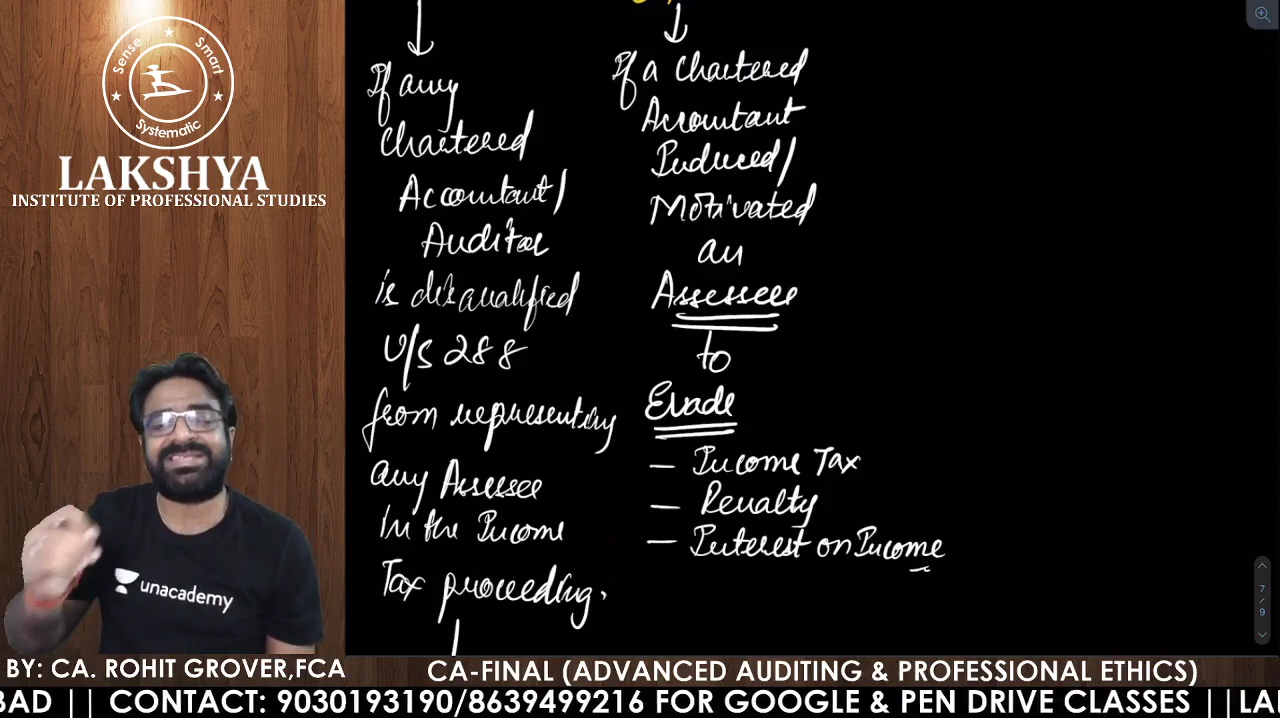 Sense
Smart
Systematic
LAKSHYA
INSTITUTE OF PROFESSIONAL STUDIES
If any
Chartered
Accountant/
Auditor
is disqualified
U/S 288
from representing
any Assessee
in the Income
Tax proceeding.
If a Chartered
Accountant
Induced/
Motivated
an
Assessee
to
Evade
— Income Tax
— Penalty
— Interest on Income
7
/
9
unacademy
BY: CA. ROHIT GROVER,FCA
CA-FINAL (ADVANCED AUDITING & PROFESSIONAL ETHICS)
BAD || CONTACT: 9030193190/8639499216 FOR GOOGLE & PEN DRIVE CLASSES ||LA